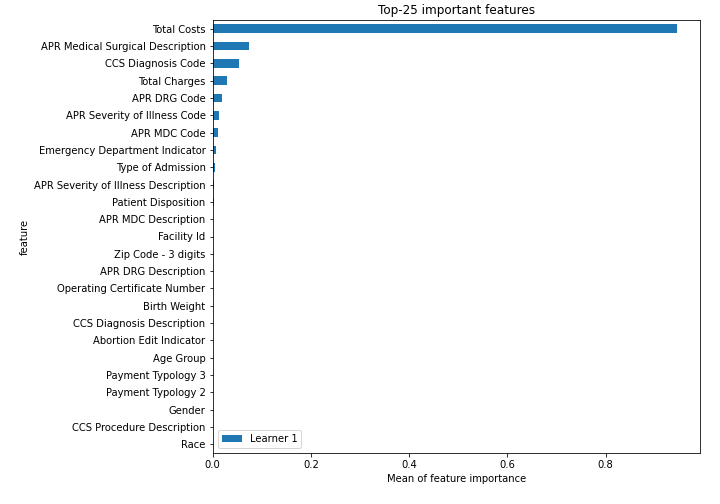 Top-25 important features
Total Costs
APR Medical Surgical Description
CCS Diagnosis Code
Total Charges
APR DRG Code
APR Severity of Illness Code
APR MDC Code
Emergency Department Indicator
Type of Admission
APR Severity of Illness Description
Patient Disposition
APR MDC Description
Facility Id
Zip Code - 3 digits
APR DRG Description
Operating Certificate Number
Birth Weight
CCS Diagnosis Description
Abortion Edit Indicator
Age Group
Payment Typology 3
Payment Typology 2
Gender
CCS Procedure Description
Race
feature
Learner 1
0.0 0.2 0.4 0.6 0.8
Mean of feature importance